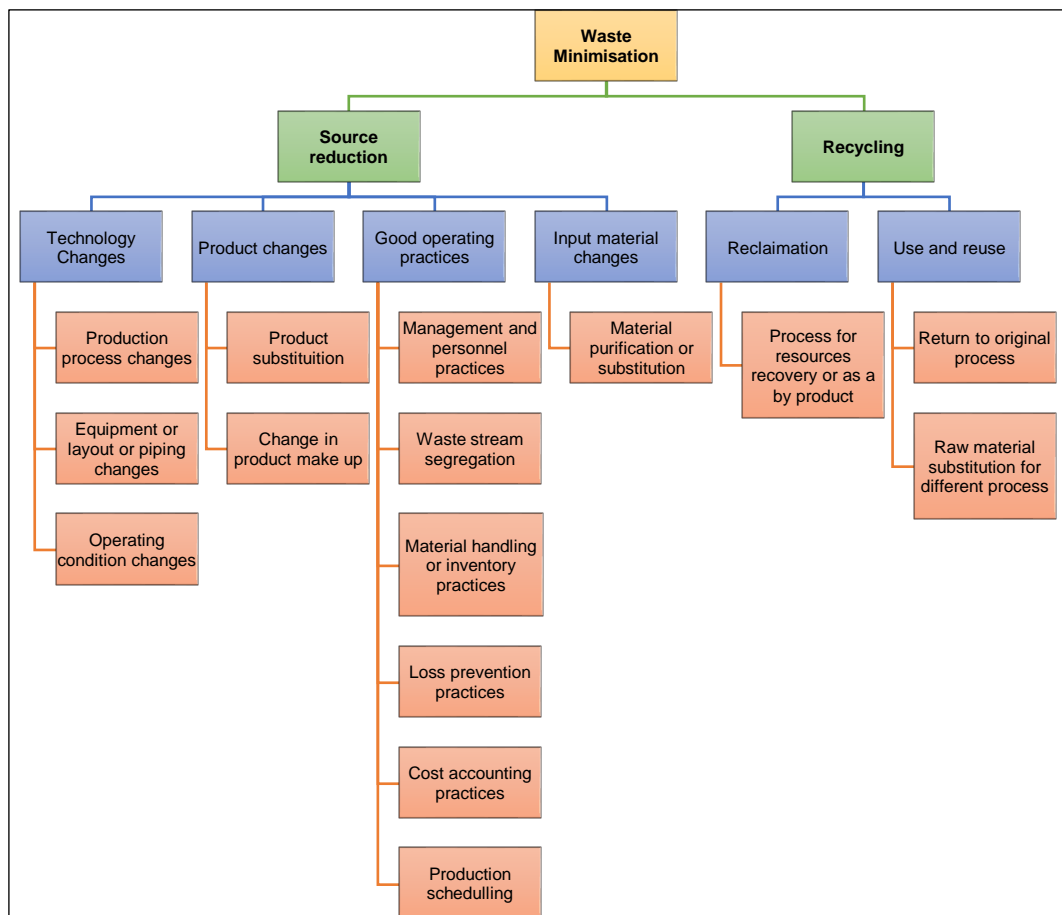 Waste
Minimisation
Source
reduction
Recycling
Technology
Changes
Product changes
Good operating
practices
Input material
changes
Reclaimation
Use and reuse
Production
process changes
Equipment or
layout or piping
changes
Operating
condition changes
Product
substituition
Change in
product make up
Management and
personnel
practices
Waste stream
segregation
Material handling
or inventory
practices
Loss prevention
practices
Cost accounting
practices
Production
schedulling
Material
purification or
substitution
Process for
resources
recovery or as a
by product
Return to original
process
Raw material
substitution for
different process